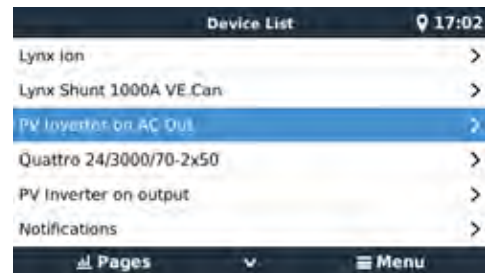 Device List 17:02
Lynx Ion >
Lynx Shunt 1000A VE.Can >
PV Inverter on AC Out >
Quattro 24/3000/70-2x50 >
PV Inverter on output >
Notifications >
Pages Menu